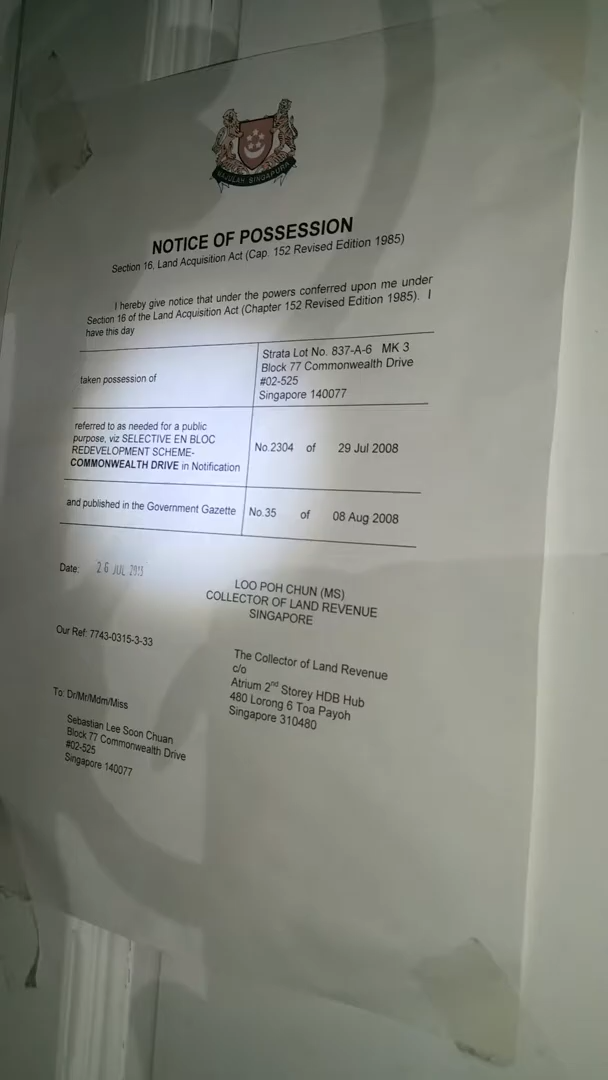 MAJULAH SINGAPURA
NOTICE OF POSSESSION
Section 16, Land Acquisition Act (Cap. 152 Revised Edition 1985)
I hereby give notice that under the powers conferred upon me under
Section 16 of the Land Acquisition Act (Chapter 152 Revised Edition 1985). I
have this day
taken possession of
Strata Lot No. 837-A-6 MK 3
Block 77 Commonwealth Drive
#02-525
Singapore 140077
referred to as needed for a public
purpose, viz SELECTIVE EN BLOC
REDEVELOPMENT SCHEME-
COMMONWEALTH DRIVE in Notification
No.2304 of 29 Jul 2008
and published in the Government Gazette
No.35 of 08 Aug 2008
Date: 26 JUL
LOO POH CHUN (MS)
COLLECTOR OF LAND REVENUE
SINGAPORE
Our Ref: 7743-0315-3-33
The Collector of Land Revenue
c/o
Atrium 2nd Storey HDB Hub
480 Lorong 6 Toa Payoh
Singapore 310480
To: Dr/Mr/Mdm/Miss
Sebastian Lee Soon Chuan
Block 77 Commonwealth Drive
#02-525
Singapore 140077